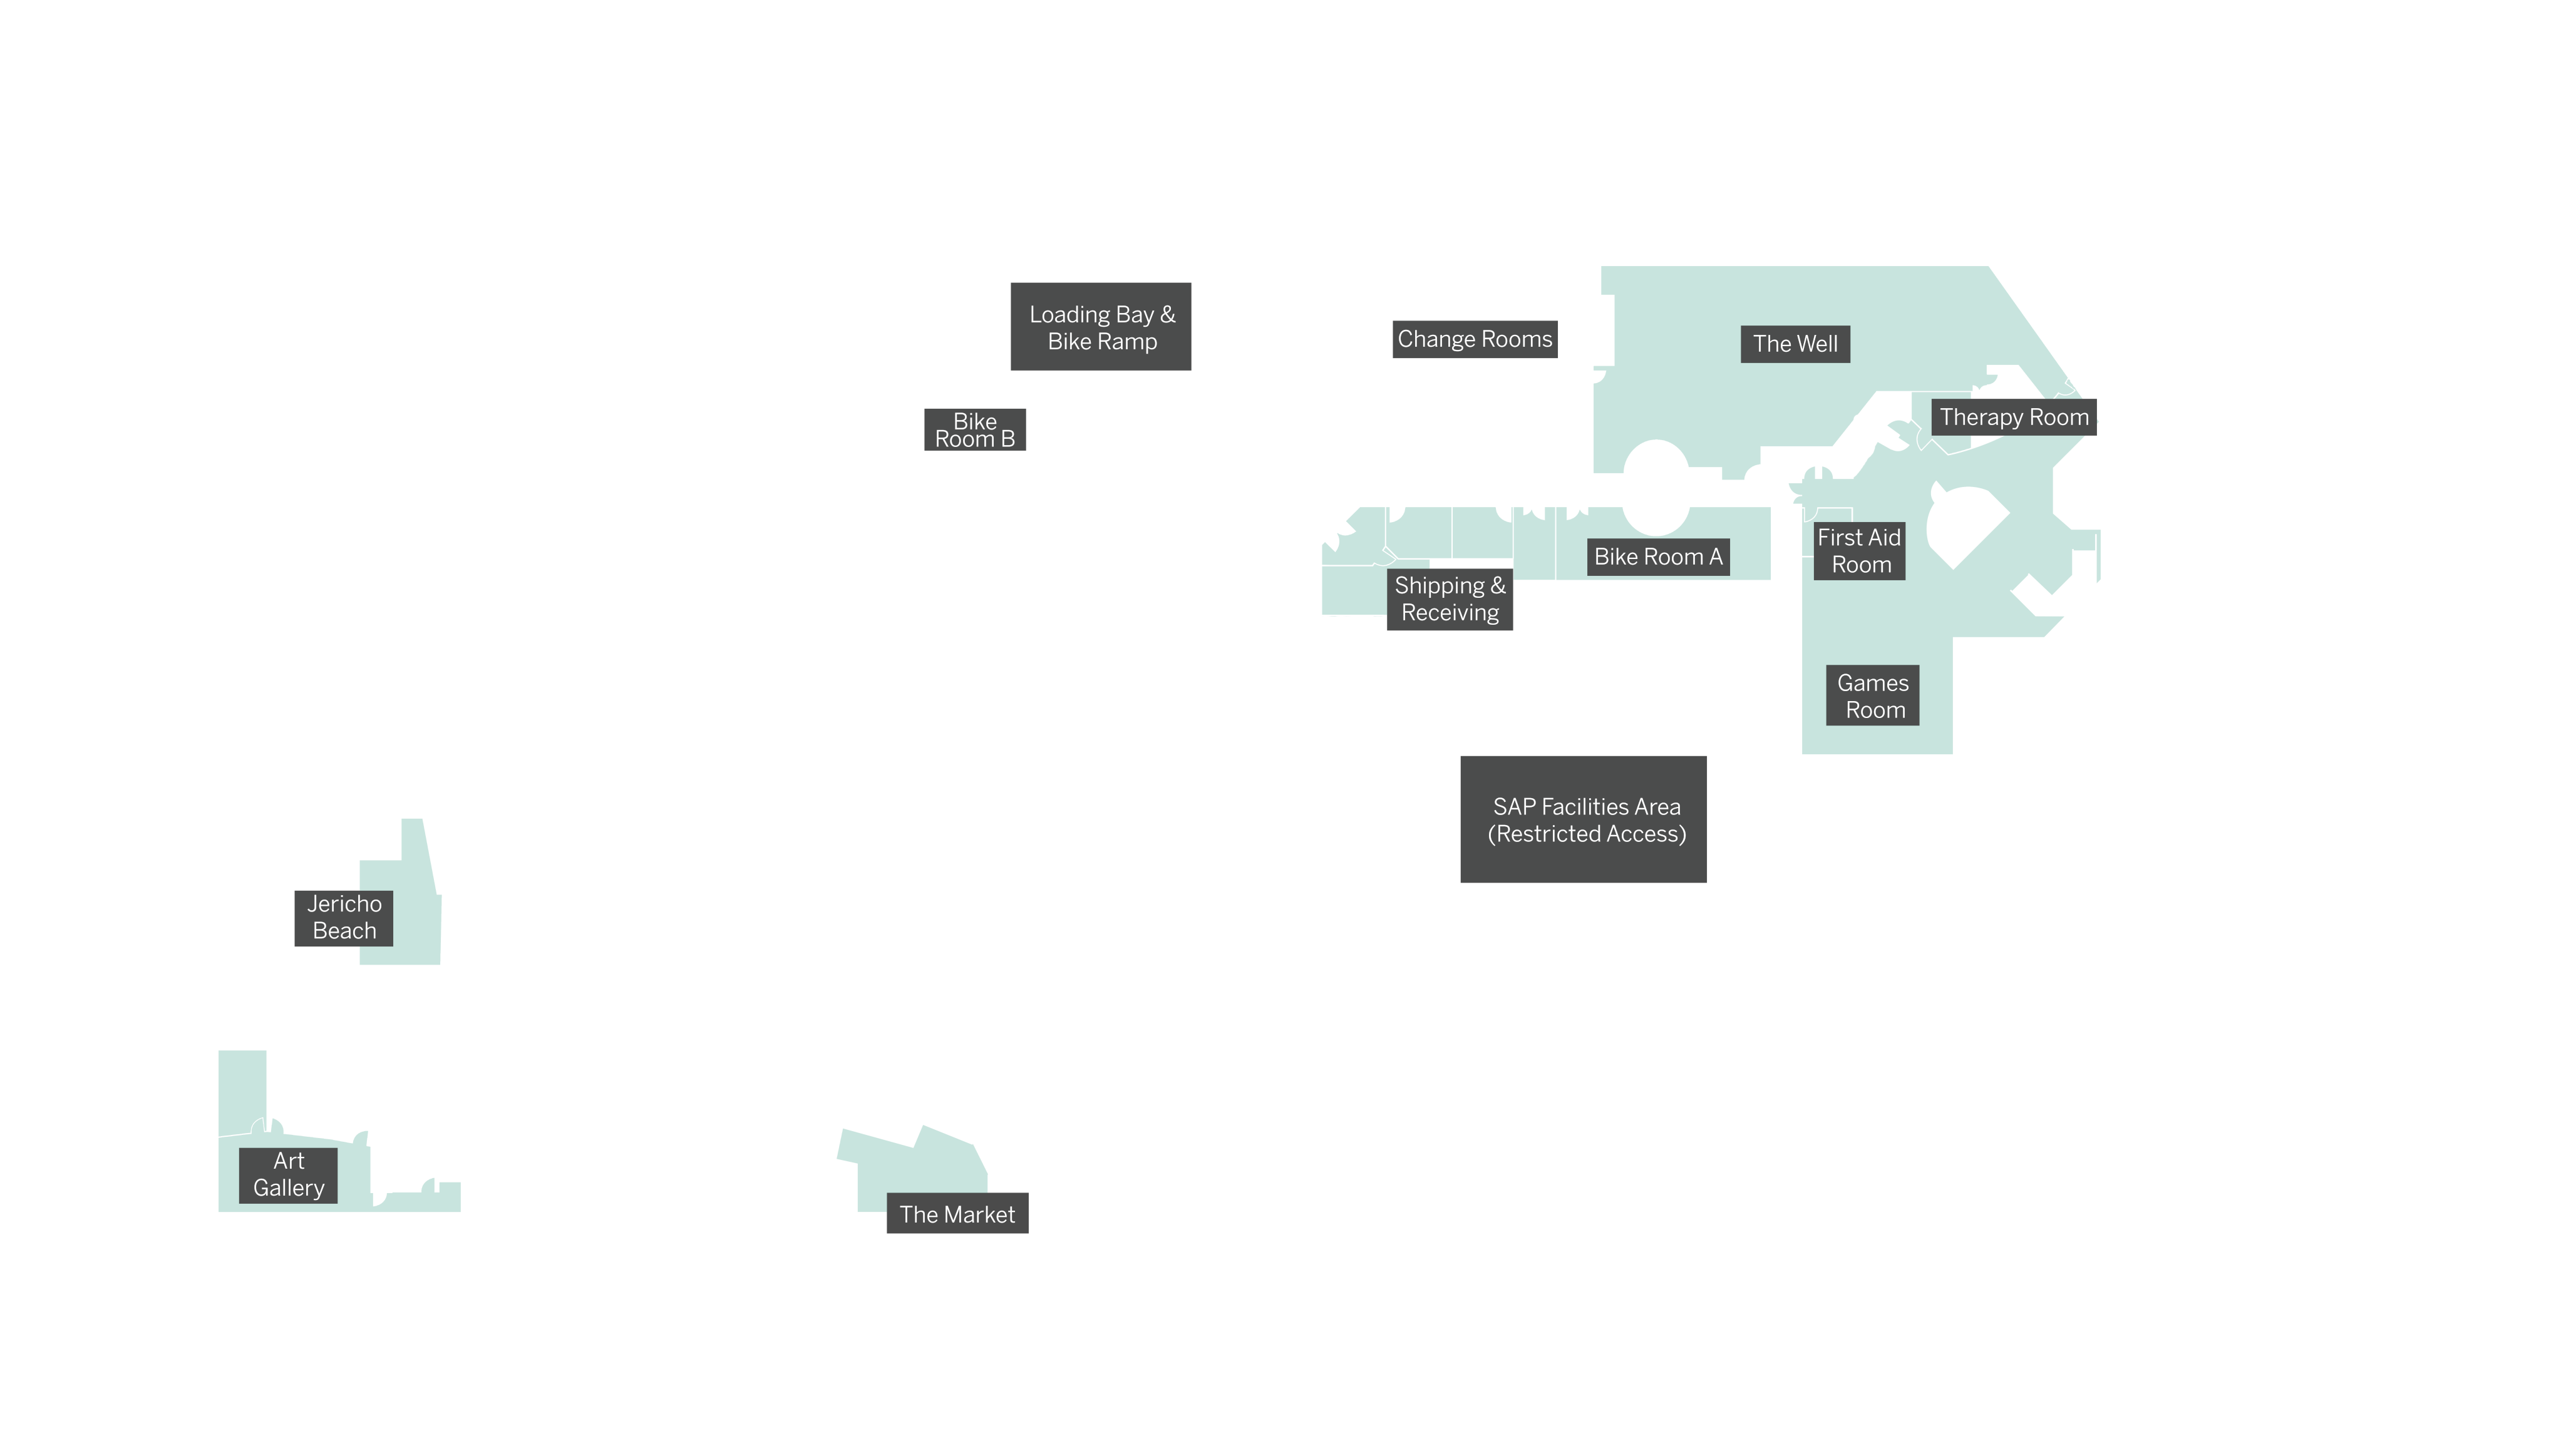 Loading Bay &
Bike Ramp
Change Rooms
The Well
Bike
Room B
Therapy Room
First Aid
Room
Bike Room A
Shipping &
Receiving
Games
Room
SAP Facilities Area
(Restricted Access)
Jericho
Beach
Art
Gallery
The Market